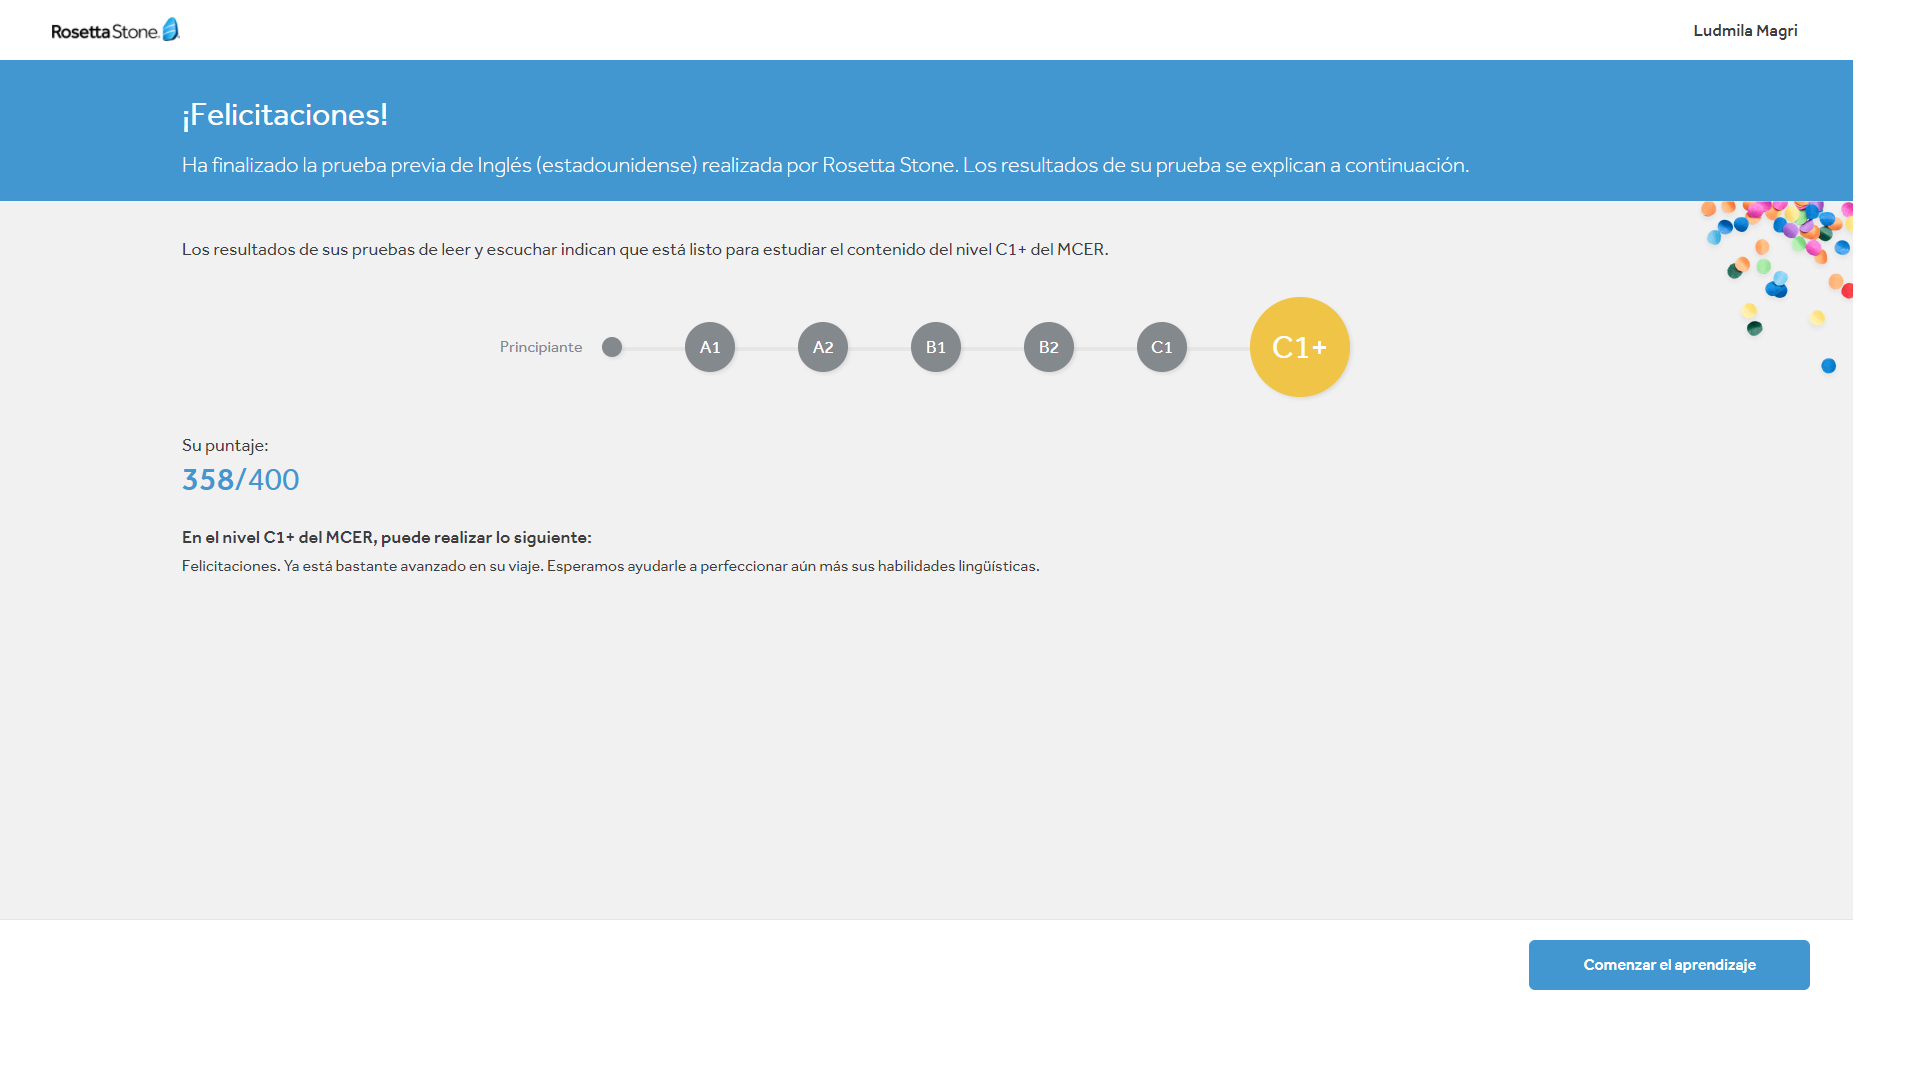 Rosetta Stone
Ludmila Magri
¡Felicitaciones!
Ha finalizado la prueba previa de Inglés (estadounidense) realizada por Rosetta Stone. Los resultados de su prueba se explican a continuación.
Los resultados de sus pruebas de leer y escuchar indican que está listo para estudiar el contenido del nivel C1+ del MCER.
Principiante A1 A2 B1 B2 C1 C1+
Su puntaje:
358/400
En el nivel C1+ del MCER, puede realizar lo siguiente:
Felicitaciones. Ya está bastante avanzado en su viaje. Esperamos ayudarle a perfeccionar aún más sus habilidades lingüísticas.
Comenzar el aprendizaje